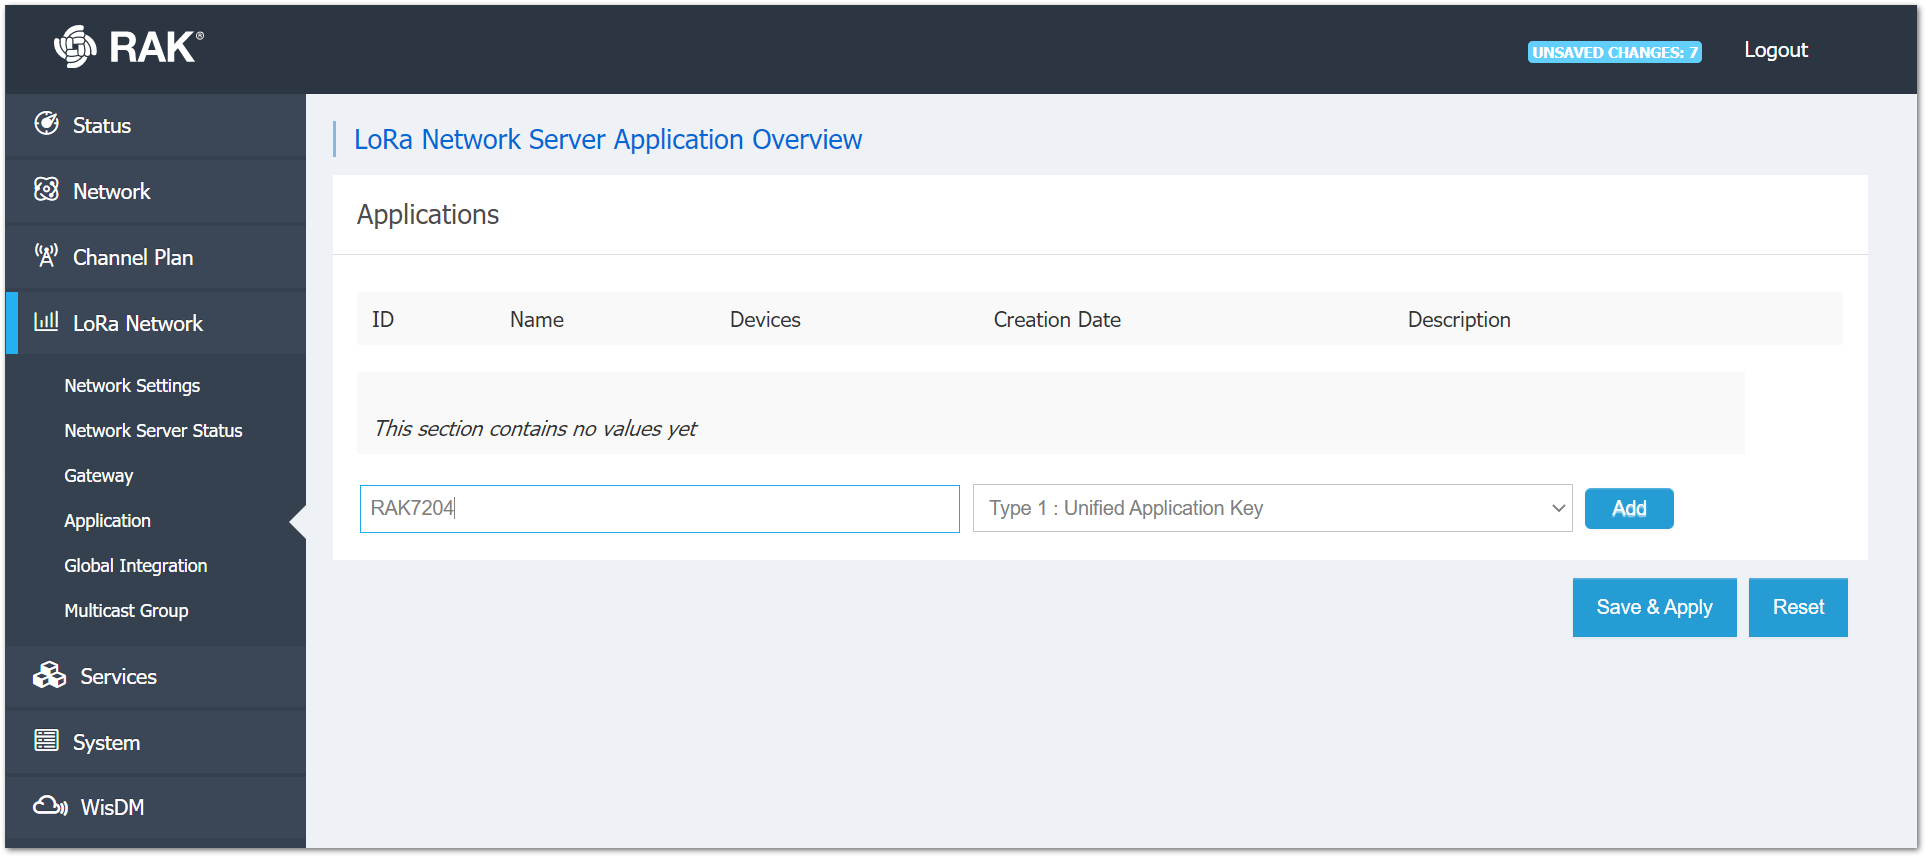 RAK®
UNSAVED CHANGES: 7
Logout
Status
Network
Channel Plan
LoRa Network
Network Settings
Network Server Status
Gateway
Application
Global Integration
Multicast Group
Services
System
WisDM
LoRa Network Server Application Overview
Applications
ID Name Devices Creation Date Description
This section contains no values yet
RAK7204 Type 1 : Unified Application Key Add
Save & Apply Reset